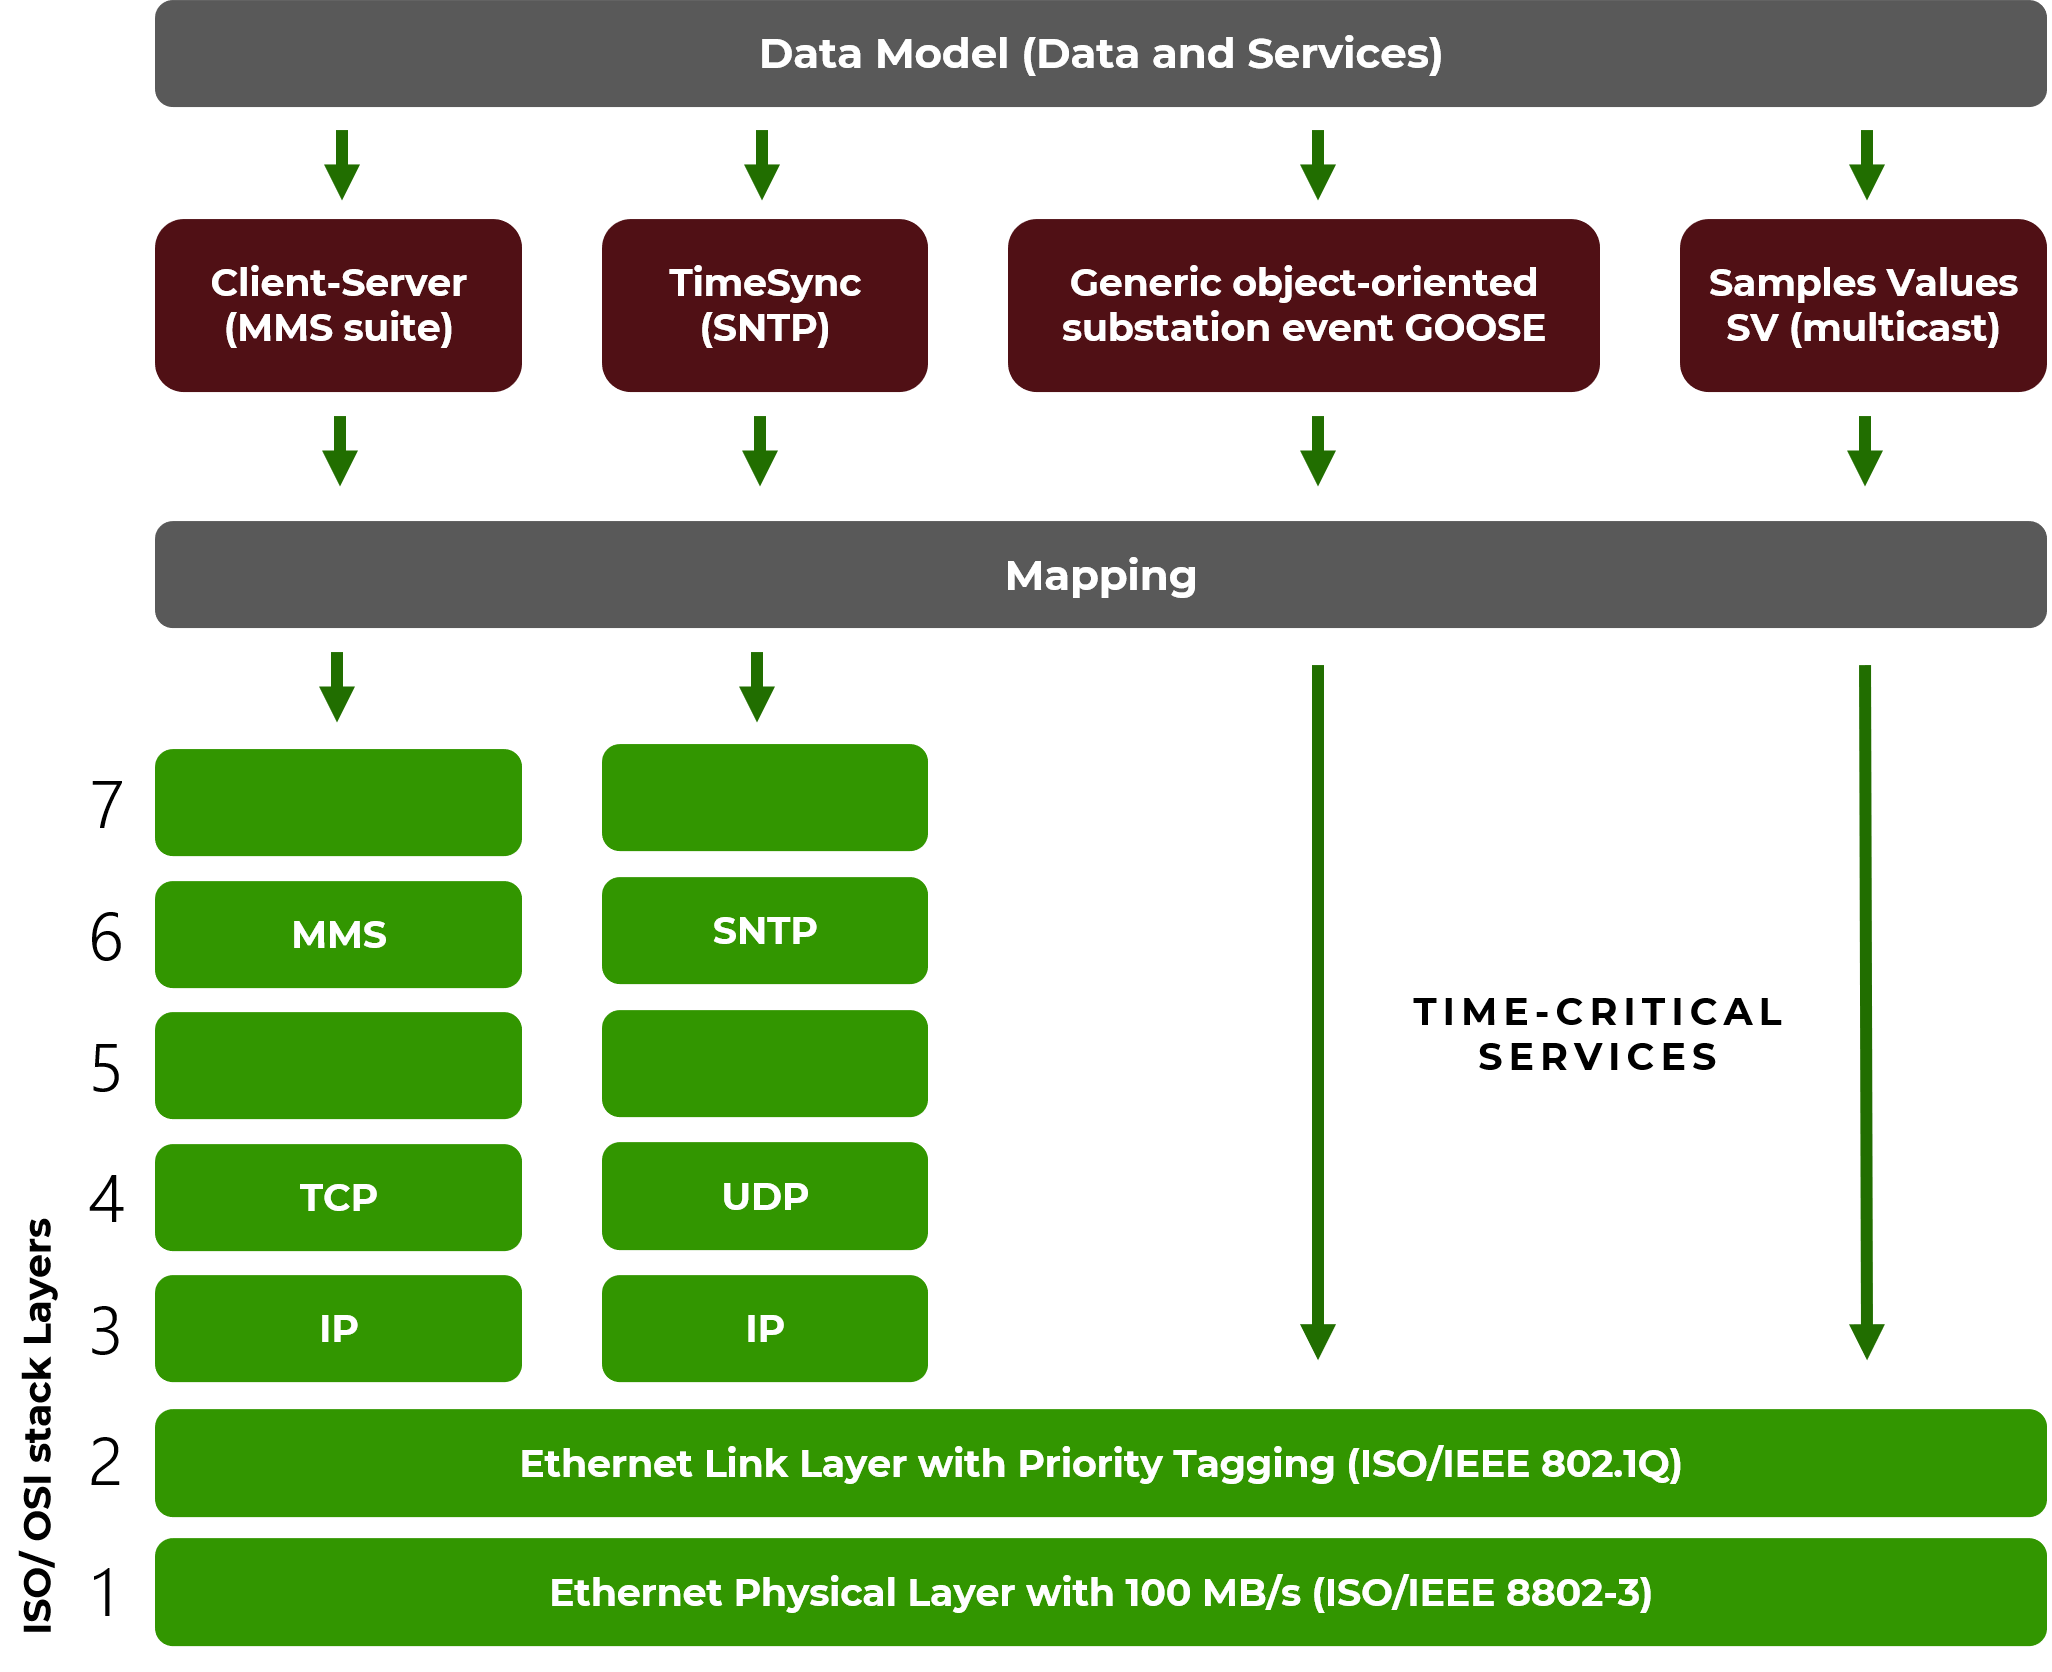 Data Model (Data and Services)
Client-Server
(MMS suite)
TimeSync
(SNTP)
Generic object-oriented
substation event GOOSE
Samples Values
SV (multicast)
Mapping
7
6
MMS
SNTP
5
TIME-CRITICAL
SERVICES
4
TCP
UDP
3
IP
IP
2
Ethernet Link Layer with Priority Tagging (ISO/IEEE 802.1Q)
1
Ethernet Physical Layer with 100 MB/s (ISO/IEEE 8802-3)
ISO/ OSI stack Layers